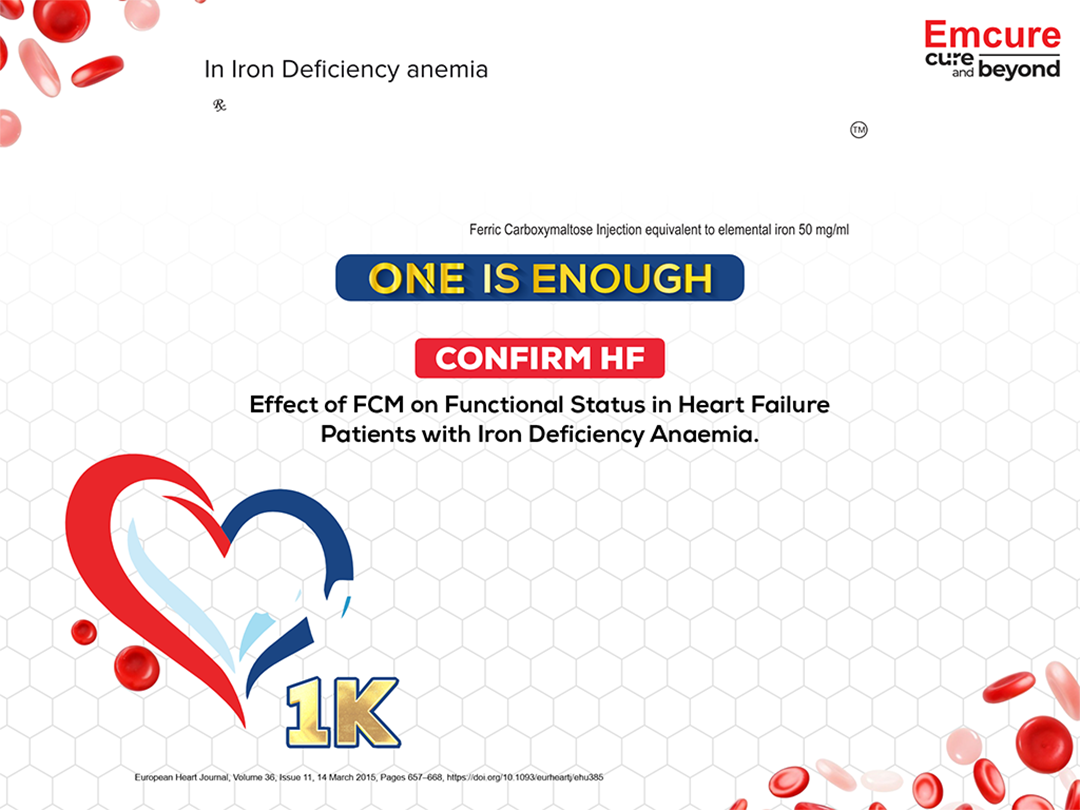 Emcure
cure
and beyond
In Iron Deficiency anemia
℞
TM
Ferric Carboxymaltose Injection equivalent to elemental iron 50 mg/ml
ONE IS ENOUGH
CONFIRM HF
Effect of FCM on Functional Status in Heart Failure
Patients with Iron Deficiency Anaemia.
1K
European Heart Journal, Volume 36, Issue 11, 14 March 2015, Pages 657–668, https://doi.org/10.1093/eurheartj/ehu385